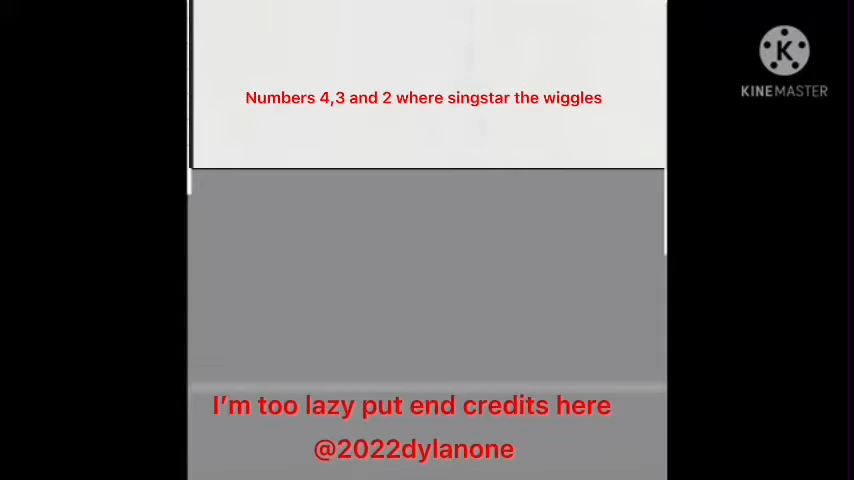 Numbers 4,3 and 2 where singstar the wiggles
KINEMASTER
I'm too lazy put end credits here
@2022dylanone